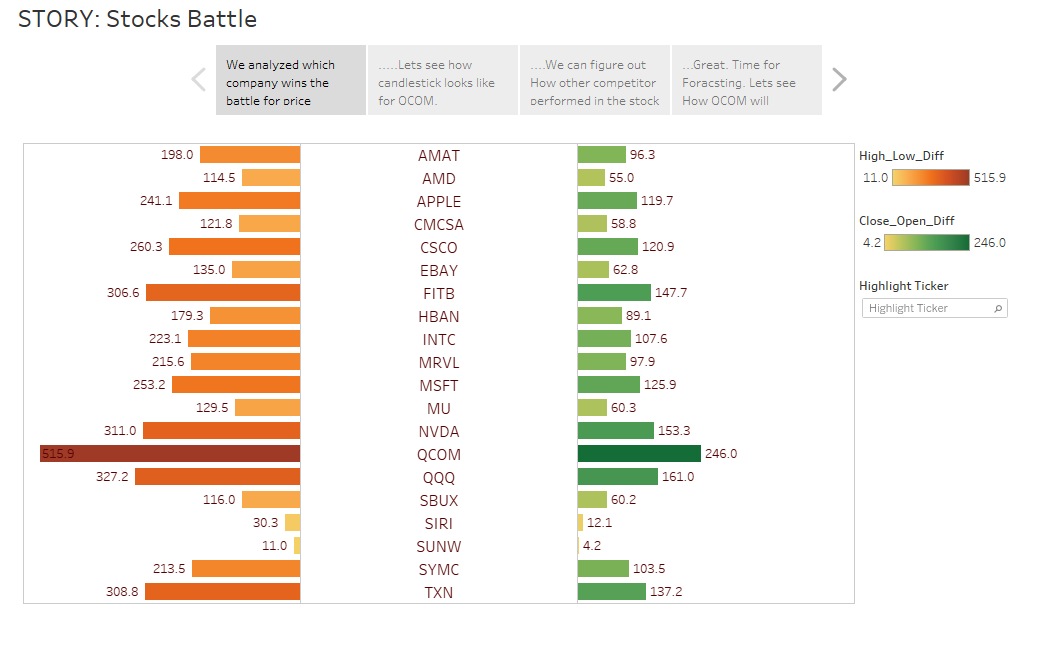 STORY: Stocks Battle
We analyzed which
company wins the
battle for price
.....Lets see how
candlestick looks like
for QCOM.
....We can figure out
How other competitor
performed in the stock
...Great. Time for
Foracsting. Lets see
How QCOM will
198.0 AMAT 96.3
114.5 AMD 55.0
241.1 APPLE 119.7
121.8 CMCSA 58.8
260.3 CSCO 120.9
135.0 EBAY 62.8
306.6 FITB 147.7
179.3 HBAN 89.1
223.1 INTC 107.6
215.6 MRVL 97.9
253.2 MSFT 125.9
129.5 MU 60.3
311.0 NVDA 153.3
515.9 QCOM 246.0
327.2 QQQ 161.0
116.0 SBUX 60.2
30.3 SIRI 12.1
11.0 SUNW 4.2
213.5 SYMC 103.5
308.8 TXN 137.2
High_Low_Diff
11.0 515.9
Close_Open_Diff
4.2 246.0
Highlight Ticker
Highlight Ticker